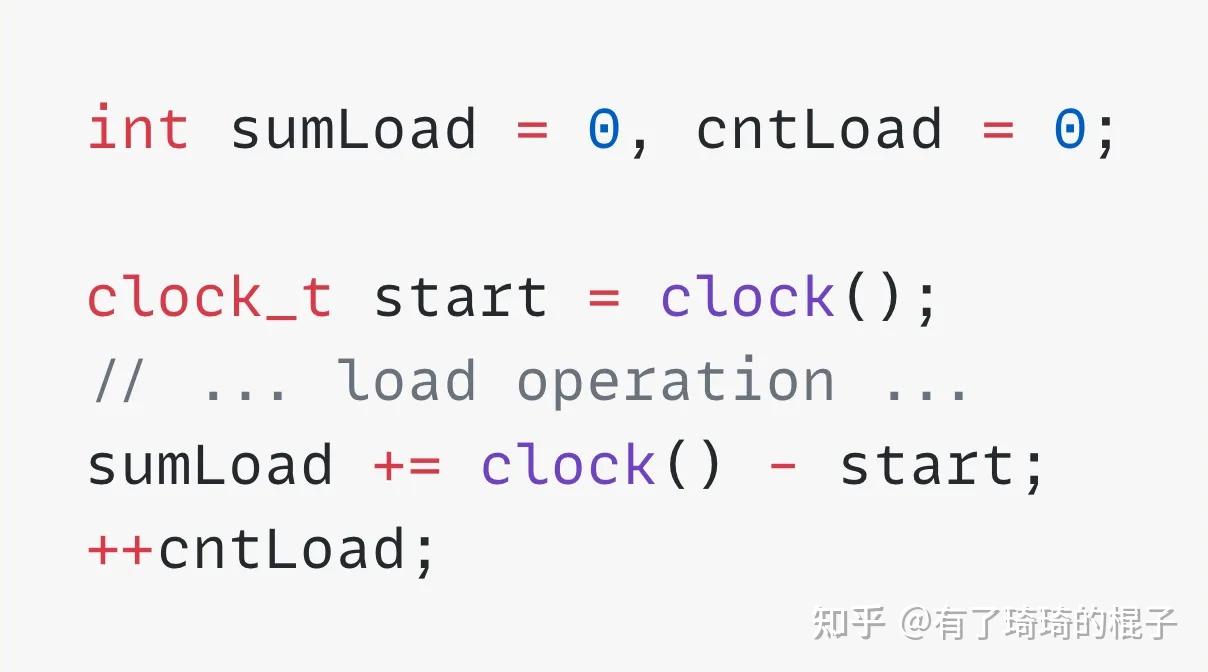 int sumLoad = 0, cntLoad = 0;
clock_t start = clock();
// ... load operation ...
sumLoad += clock() - start;
++cntLoad;
知乎 @有了琦琦的棍子